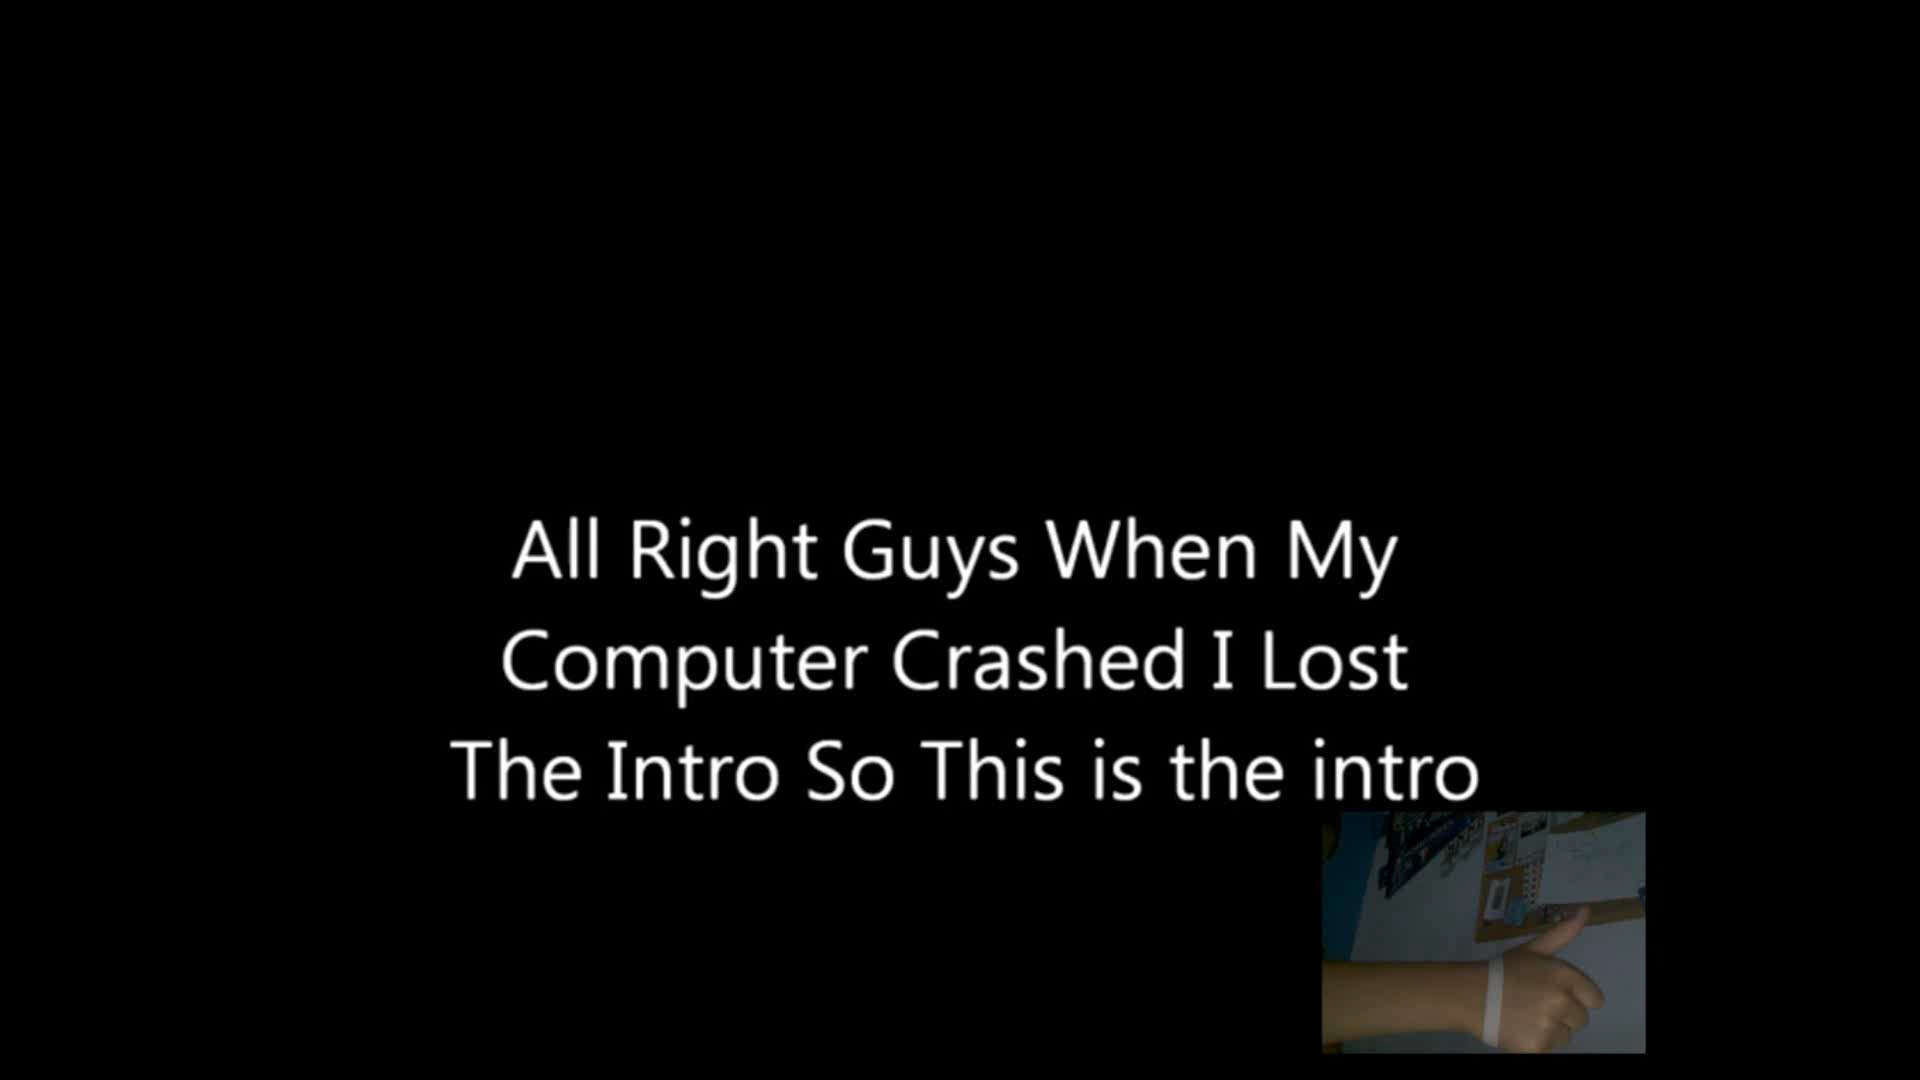 All Right Guys When My
Computer Crashed I Lost
The Intro So This is the intro